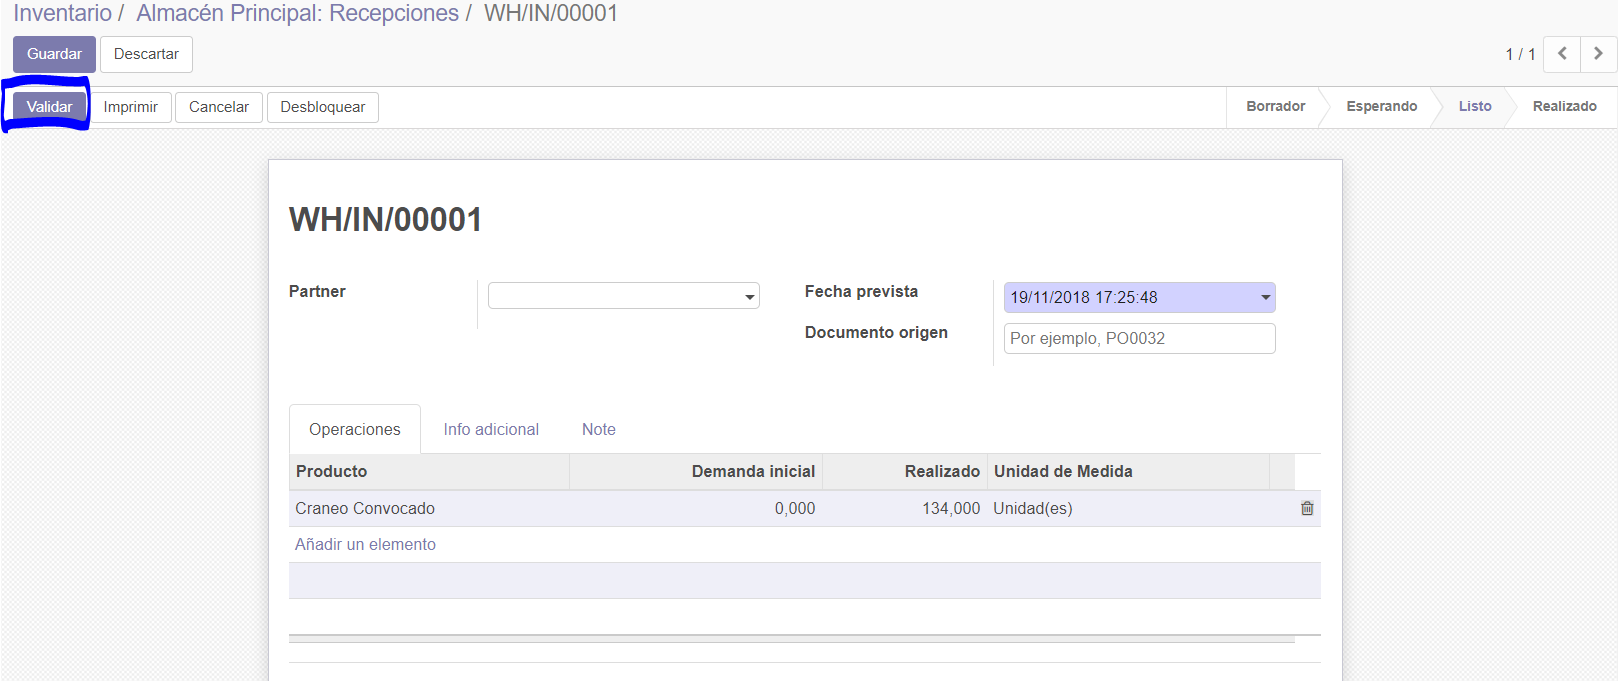 Inventario / Almacén Principal: Recepciones / WH/IN/00001
Guardar Descartar 1 / 1
Validar Imprimir Cancelar Desbloquear Borrador Esperando Listo Realizado
WH/IN/00001
Partner Fecha prevista 19/11/2018 17:25:48
Documento origen Por ejemplo, PO0032
Operaciones Info adicional Note
Producto Demanda inicial Realizado Unidad de Medida
Craneo Convocado 0,000 134,000 Unidad(es)
Añadir un elemento